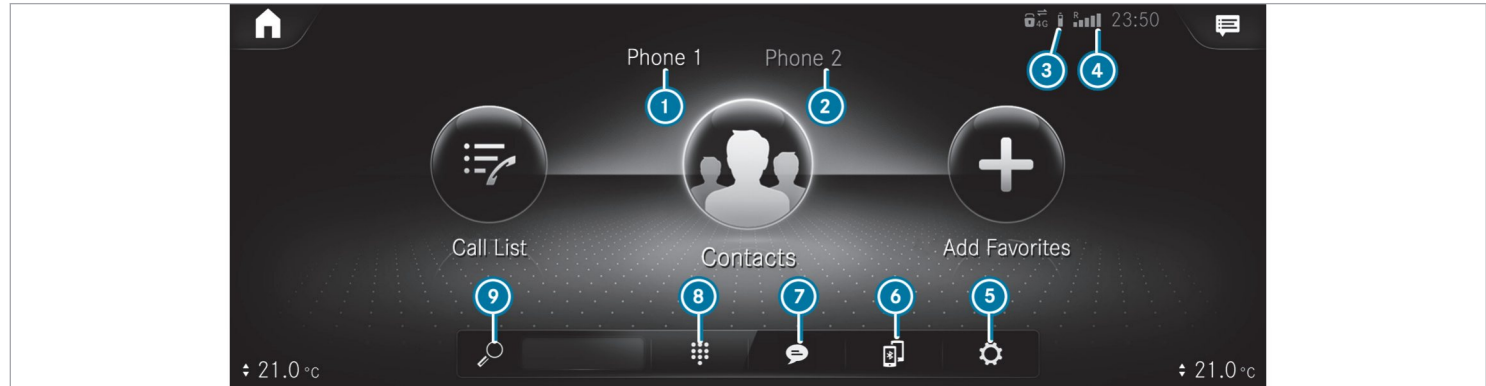 4G R 23:50
Phone 1 Phone 2
3 4
1 2
Call List Contacts Add Favorites
9 8 7 6 5
21.0 °C 21.0 °C